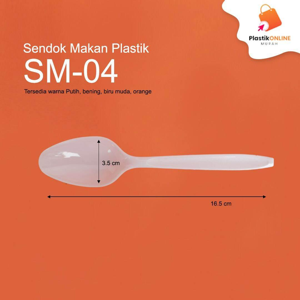 PlastikONLINE
MURAH
Sendok Makan Plastik
SM-04
Tersedia warna Putih, bening, biru muda, orange
3.5 cm
16.5 cm